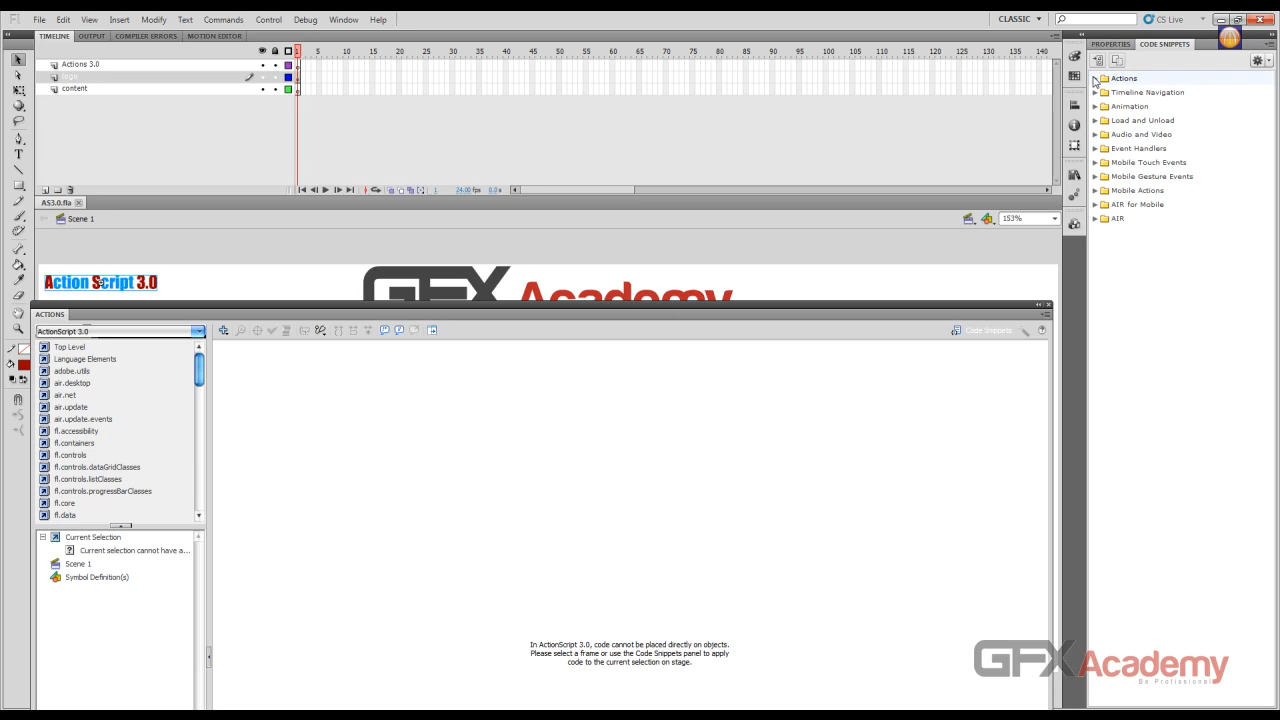 Fl File Edit View Insert Modify Text Commands Control Debug Window Help CLASSIC CS Live
TIMELINE OUTPUT COMPILER ERRORS MOTION EDITOR
5 10 15 20 25 30 35 40 45 50 55 60 65 70 75 80 85 90 95 100 105 110 115 120 125 130 135 140
Actions 3.0
logo
content
1 24.00 fps 0.0 s
AS3.0.fla
Scene 1 153%
Action Script 3.0
GFX Academy
ACTIONS
ActionScript 3.0 Code Snippets
Top Level
Language Elements
adobe.utils
air.desktop
air.net
air.update
air.update.events
fl.accessibility
fl.containers
fl.controls
fl.controls.dataGridClasses
fl.controls.listClasses
fl.controls.progressBarClasses
fl.core
fl.data
Current Selection
Current selection cannot have a...
Scene 1
Symbol Definition(s)
In ActionScript 3.0, code cannot be placed directly on objects.
Please select a frame or use the Code Snippets panel to apply
code to the current selection on stage.
PROPERTIES CODE SNIPPETS
Actions
Timeline Navigation
Animation
Load and Unload
Audio and Video
Event Handlers
Mobile Touch Events
Mobile Gesture Events
Mobile Actions
AIR for Mobile
AIR
GFX Academy
Be Profissional